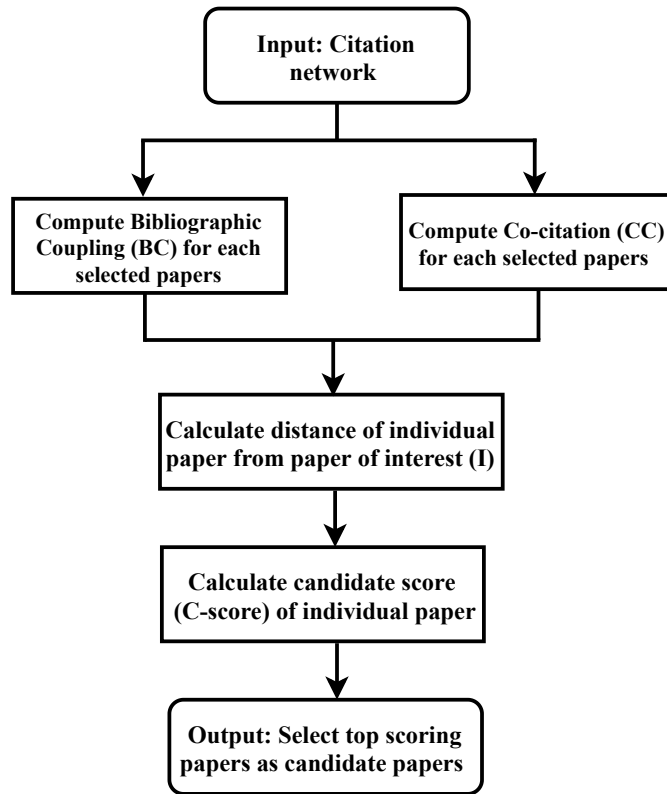 Input: Citation
network
Compute Bibliographic
Coupling (BC) for each
selected papers
Compute Co-citation (CC)
for each selected papers
Calculate distance of individual
paper from paper of interest (I)
Calculate candidate score
(C-score) of individual paper
Output: Select top scoring
papers as candidate papers